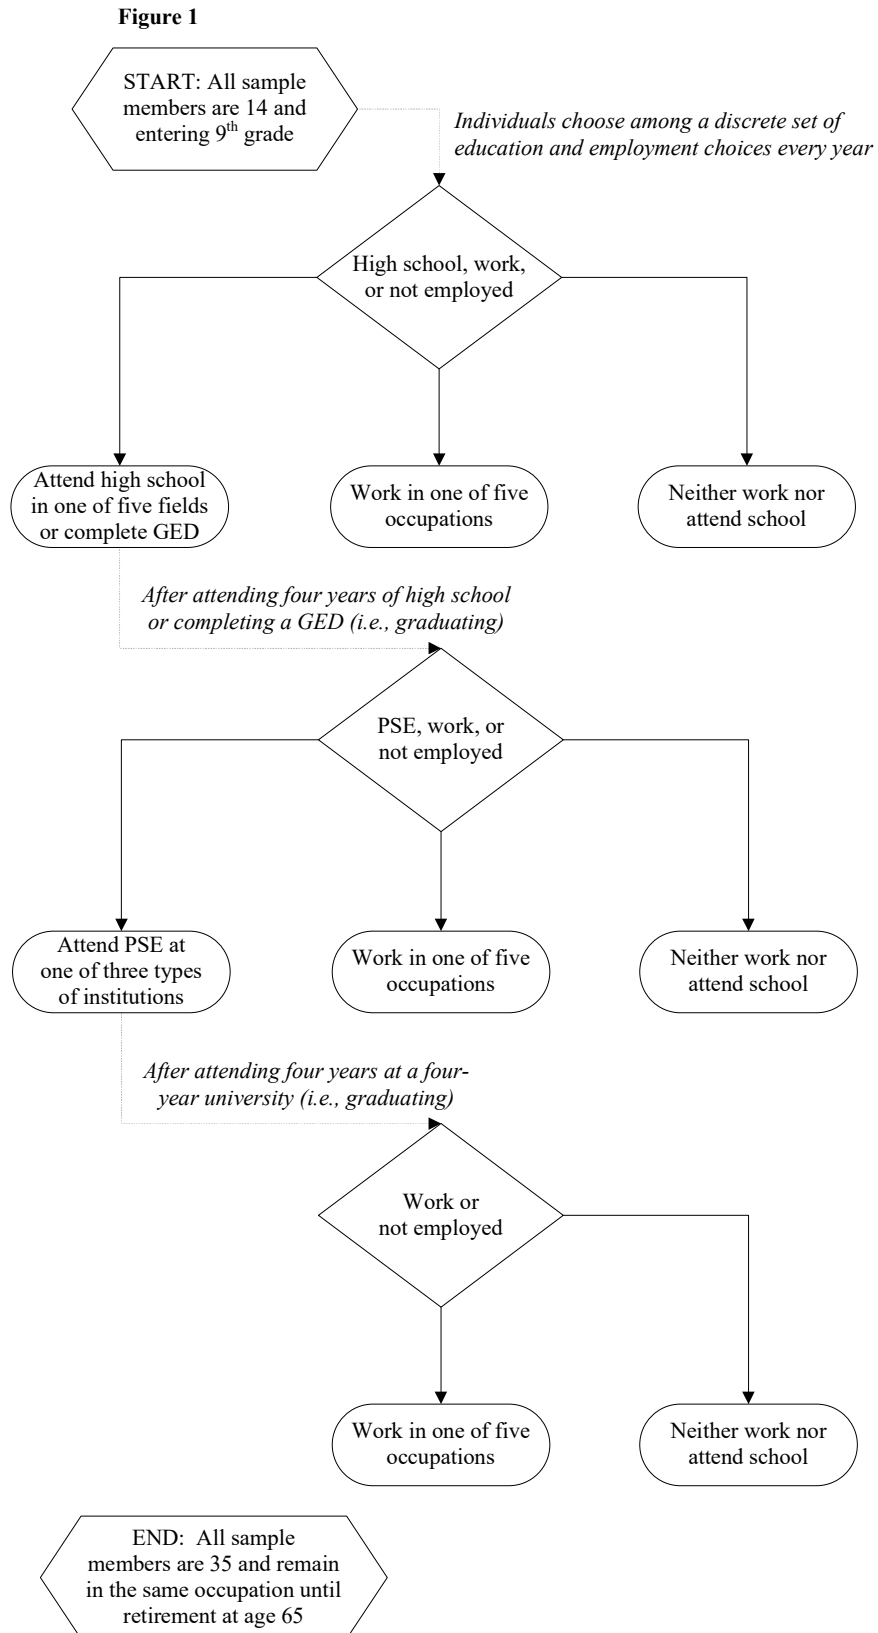 Figure 1
START: All sample
members are 14 and
entering 9th grade
Individuals choose among a discrete set of
education and employment choices every year
High school, work,
or not employed
Attend high school
in one of five fields
or complete GED
Work in one of five
occupations
Neither work nor
attend school
After attending four years of high school
or completing a GED (i.e., graduating)
PSE, work, or
not employed
Attend PSE at
one of three types
of institutions
Work in one of five
occupations
Neither work nor
attend school
After attending four years at a four-
year university (i.e., graduating)
Work or
not employed
Work in one of five
occupations
Neither work nor
attend school
END:  All sample
members are 35 and remain
in the same occupation until
retirement at age 65